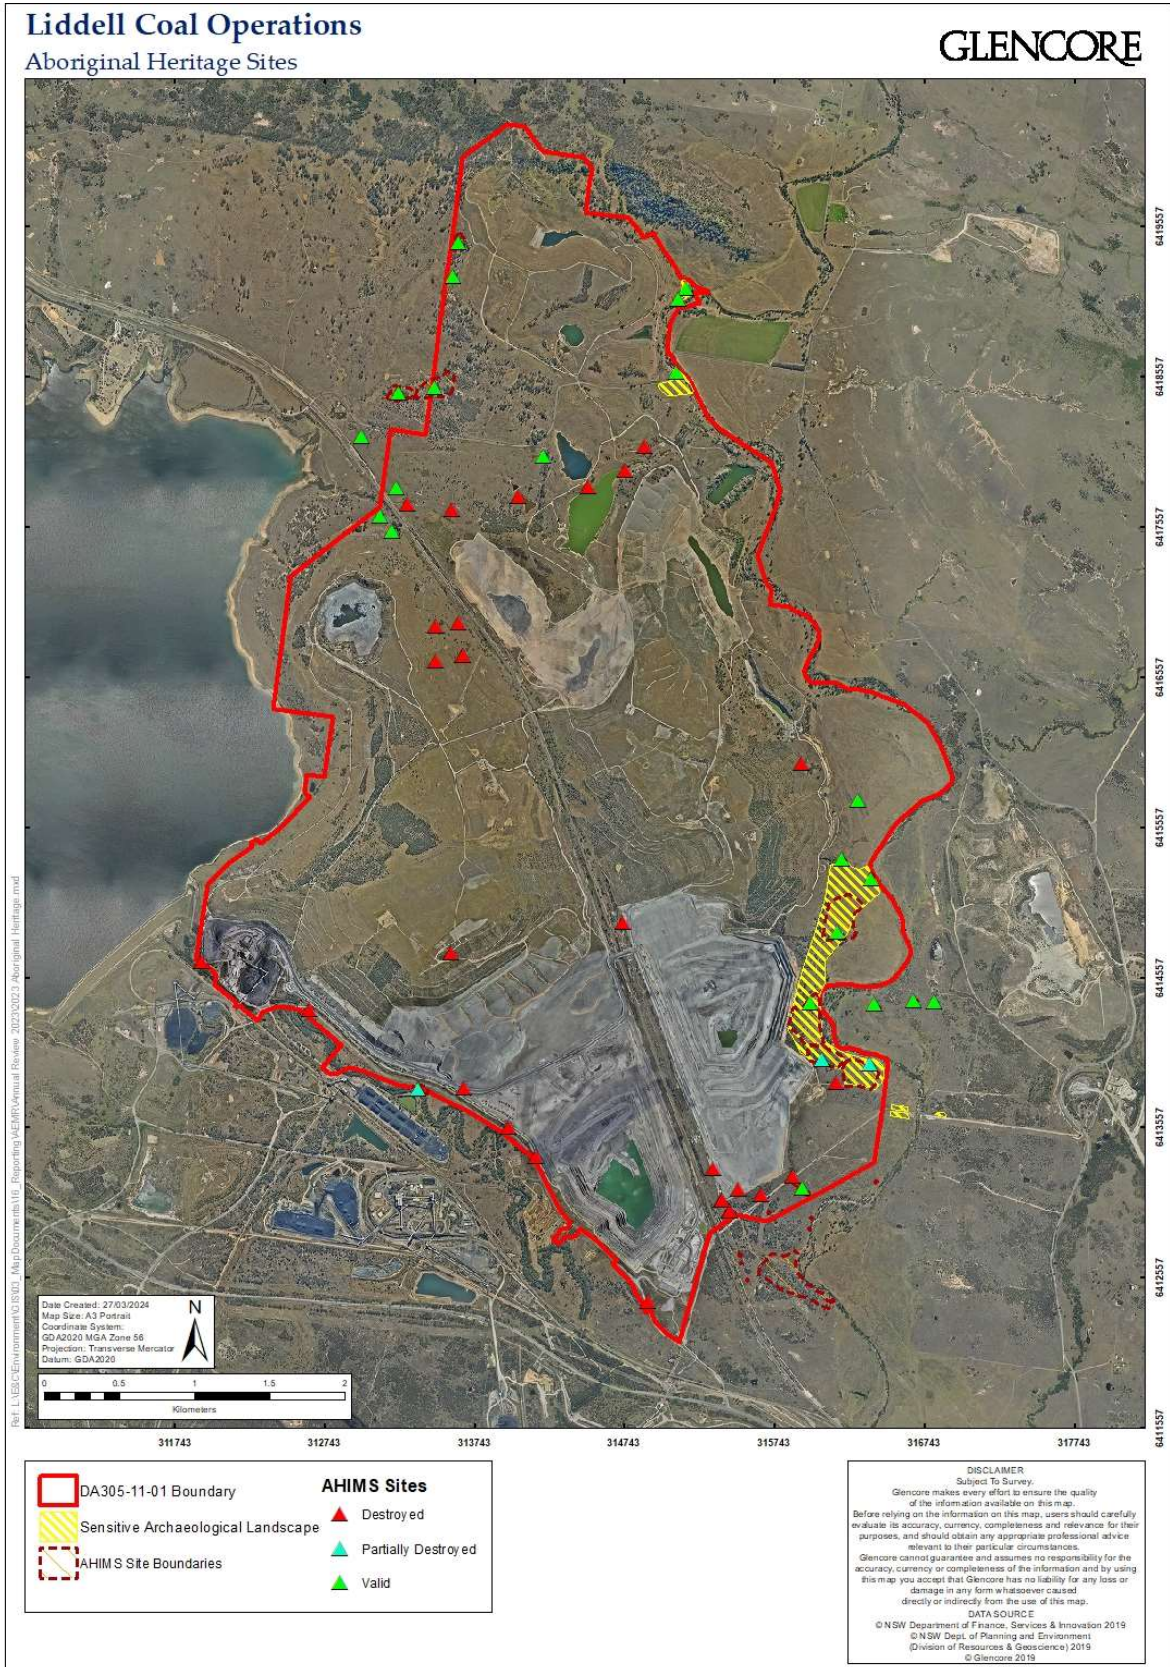 Liddell Coal Operations
Aboriginal Heritage Sites
GLENCORE
6419557
6418557
6417557
6416557
6415557
6414557
6413557
6412557
6411557
Date Created: 27/03/2024
Map Size: A3 Portrait
Coordinate System:
GDA2020 MGA Zone 56
Projection: Transverse Mercator
Datum: GDA2020
N
0 0.5 1 1.5 2
Kilometers
311743 312743 313743 314743 315743 316743 317743
DA305-11-01 Boundary
Sensitive Archaeological Landscape
AHIMS Site Boundaries
AHIMS Sites
Destroyed
Partially Destroyed
Valid
DISCLAIMER
Subject To Survey.
Glencore makes every effort to ensure the quality
of the information available on this map.
Before relying on the information on this map, users should carefully
evaluate its accuracy, currency, completeness and relevance for their
purposes, and should obtain any appropriate professional advice
relevant to their particular circumstances.
Glencore cannot guarantee and assumes no responsibility for the
accuracy, currency or completeness of the information and by using
this map you accept that Glencore has no liability for any loss or
damage in any form whatsoever caused
directly or indirectly from the use of this map.
DATA SOURCE
© NSW Department of Finance, Services & Innovation 2019
© NSW Dept. of Planning and Environment
(Division of Resources & Geoscience) 2019
© Glencore 2019